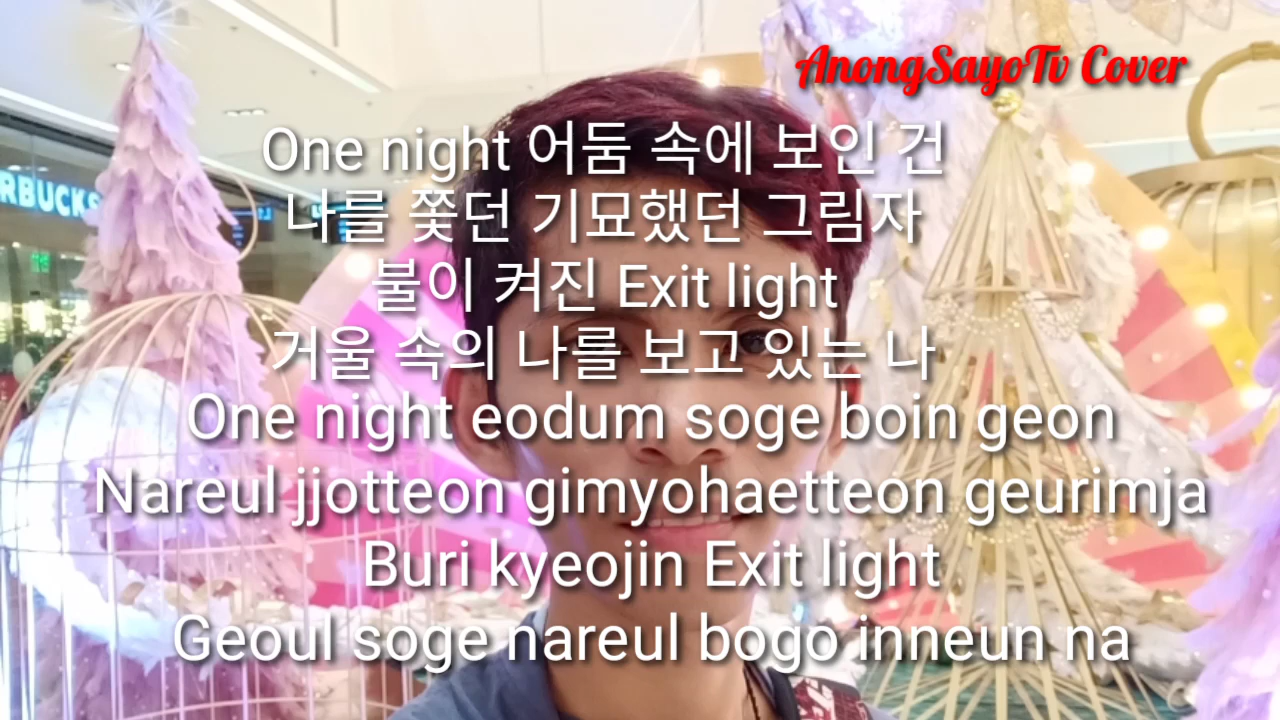 AnongSayoTv Cover
RBUCKS
One night 어둠 속에 보인 건
나를 쫓던 기묘했던 그림자
불이 켜진 Exit light
거울 속의 나를 보고 있는 나
One night eodum soge boin geon
Nareul jjotteon gimyohaetteon geurimja
Buri kyeojin Exit light
Geoul soge nareul bogo inneun na